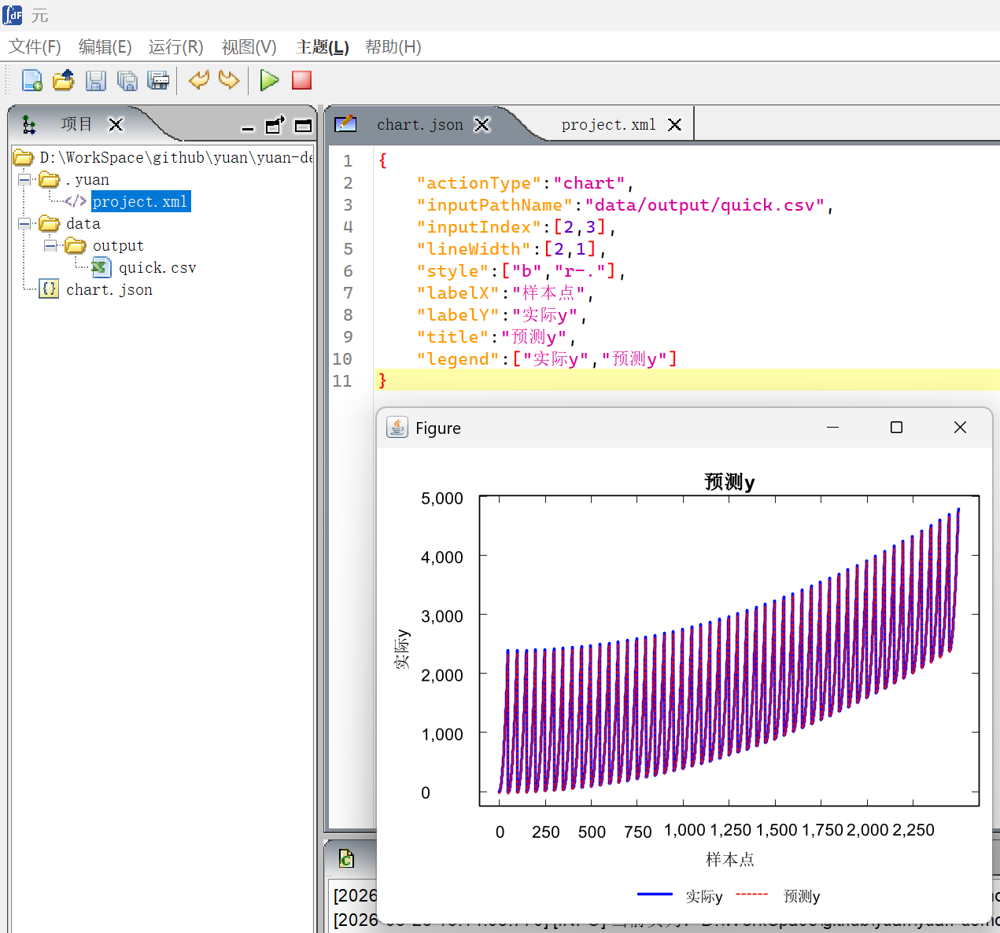 元
文件(F) 编辑(E) 运行(R) 视图(V) 主题(L) 帮助(H)
项目
chart.json
project.xml
D:\WorkSpace\github\yuan\yuan-de
.yuan
project.xml
data
output
quick.csv
chart.json
1 {
2 "actionType":"chart",
3 "inputPathName":"data/output/quick.csv",
4 "inputIndex":[2,3],
5 "lineWidth":[2,1],
6 "style":["b","r-."],
7 "labelX":"样本点",
8 "labelY":"实际y",
9 "title":"预测y",
10 "legend":["实际y","预测y"]
11 }
Figure
预测y
5,000
4,000
3,000
2,000
1,000
0
实际y
0 250 500 750 1,000 1,250 1,500 1,750 2,000 2,250
样本点
实际y 预测y
[2026
[2026